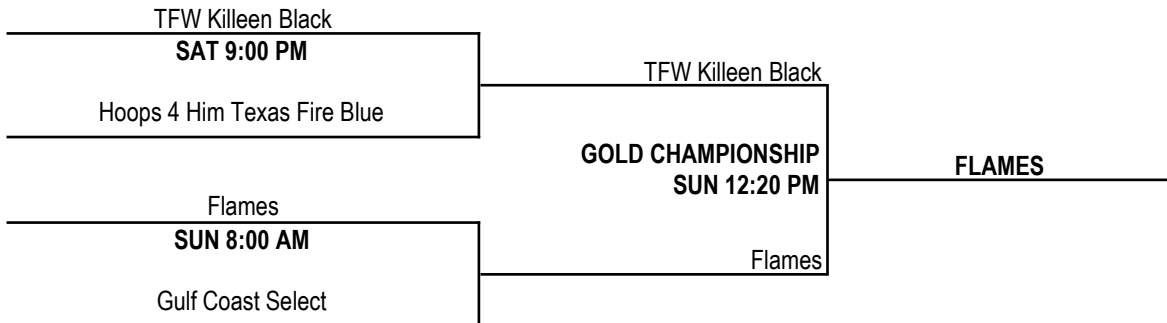 TFW Killeen Black
SAT 9:00 PM
Hoops 4 Him Texas Fire Blue
TFW Killeen Black
GOLD CHAMPIONSHIP
SUN 12:20 PM
FLAMES
Flames
SUN 8:00 AM
Gulf Coast Select
Flames